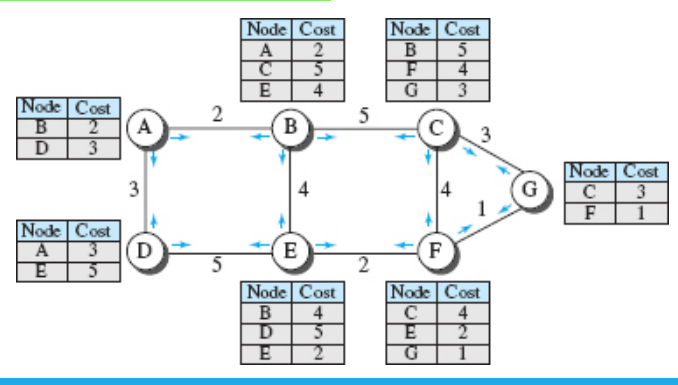 Node Cost
A 2
C 5
E 4
Node Cost
B 5
F 4
G 3
Node Cost
B 2
D 3
A
2
B
5
C
3
Node Cost
C 3
F 1
3
4
4
G
1
Node Cost
A 3
E 5
D
5
E
2
F
Node Cost
B 4
D 5
E 2
Node Cost
C 4
E 2
G 1